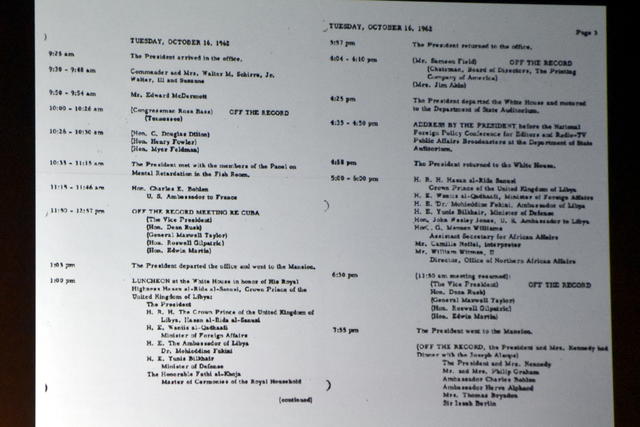 TUESDAY, OCTOBER 16, 1962
9:25 am The President arrived in the office.
9:30 - 9:48 am Commander and Mrs. Walter M. Schirra, Jr.
Walter, III and Suzanne
9:50 - 9:54 am Mr. Edward McDermott
10:00 - 10:26 am (Congressman Ross Bass) OFF THE RECORD
(Tennessee)
10:26 - 10:30 am (Hon. C. Douglas Dillon)
(Hon. Henry Fowler)
(Hon. Myer Feldman)
10:35 - 11:15 am The President met with the members of the Panel on
Mental Retardation in the Fish Room.
11:15 - 11:46 am Hon. Charles E. Bohlen
U. S. Ambassador to France
11:50 - 12:57 pm OFF THE RECORD MEETING RE CUBA
(The Vice President)
(Hon. Dean Rusk)
(General Maxwell Taylor)
(Hon. Roswell Gilpatric)
(Hon. Edwin Martin)
1:03 pm The President departed the office and went to the Mansion.
1:00 pm LUNCHEON at the White House in honor of His Royal
Highness Hasan al-Rida al-Sanusi, Crown Prince of the
United Kingdom of Libya:
The President
H. R. H. The Crown Prince of the United Kingdom of
Libya, Hasan al-Rida al-Sanusi
H. E. Wanis al-Qadhaafi
Minister of Foreign Affairs
H. E. The Ambassador of Libya
Dr. Mohieddine Fekini
H. E. Yunis Bilkhair
Minister of Defense
The Honorable Fathi al-Khoja
Master of Cermonies of the Royal Household
(continued)
TUESDAY, OCTOBER 16, 1962 Page 3
3:57 pm The President returned to the office.
4:04 - 4:10 pm (Mr. Samson Field) OFF THE RECORD
(Chairman, Board of Directors, The Printing
Company of America)
(Mrs. Jim Akin)
4:25 pm The President departed the White House and motored
to the Department of State Auditorium.
4:35 - 4:50 pm ADDRESS BY THE PRESIDENT before the National
Foreign Policy Conference for Editors and Radio-TV
Public Affairs Broadcasters at the Department of State
Auditorium.
4:58 pm The President returned to the White House.
5:00 - 6:00 pm H. R. H. Hasan al-Rida Sanusi
Crown Prince of the United Kingdom of Libya
H. E. Wanis al-Qadhaafi, Minister of Foreign Affairs
H. E. Dr. Mohieddine Fekini, Ambassador of Libya
H. E. Yunis Bilkhair, Minister of Defense
Hon. John Wesley Jones, U. S. Ambassador to Libya
Hon. G. Mennen Williams
Assistant Secretary for African Affairs
Mr. Camille Nofial, interpreter
Mr. William Witman, II
Director, Office of Northern African Affairs
6:30 pm (11:50 am meeting resumed):
(The Vice President) OFF THE RECORD
(Hon. Dean Rusk)
(General Maxwell Taylor)
(Hon. Roswell Gilpatric)
(Hon. Edwin Martin)
7:55 pm The President went to the Mansion.
(OFF THE RECORD, the President and Mrs. Kennedy had
Dinner with the Joseph Alsops)
The President and Mrs. Kennedy
Mr. and Mrs. Philip Graham
Ambassador Charles Bohlen
Ambassador Herve Alphand
Mrs. Thomas Brayden
Sir Isiah Berlin